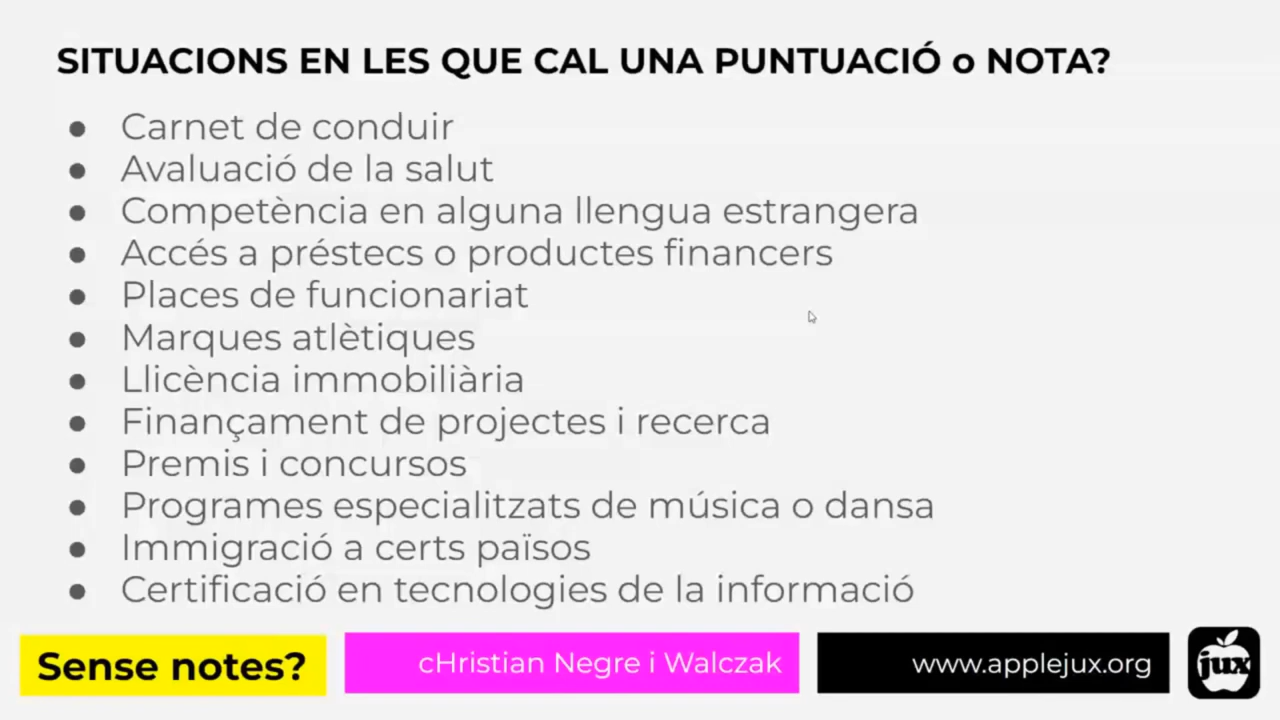 SITUACIONS EN LES QUE CAL UNA PUNTUACIÓ o NOTA?
● Carnet de conduir
● Avaluació de la salut
● Competència en alguna llengua estrangera
● Accés a préstecs o productes financers
● Places de funcionariat
● Marques atlètiques
● Llicència immobiliària
● Finançament de projectes i recerca
● Premis i concursos
● Programes especialitzats de música o dansa
● Immigració a certs països
● Certificació en tecnologies de la informació
Sense notes?
cHristian Negre i Walczak
www.applejux.org
jux